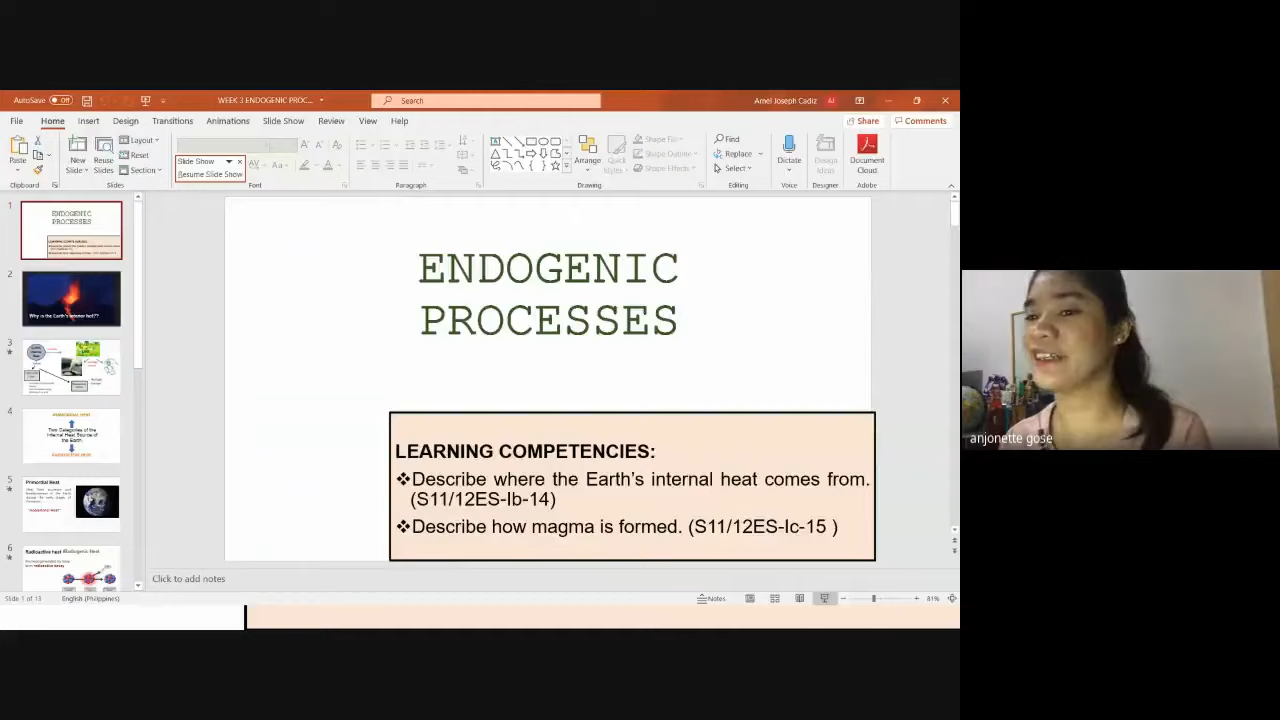 AutoSave Off
WEEK 3 ENDOGENIC PROC...
Search
Arnel Joseph Cadiz
File Home Insert Design Transitions Animations Slide Show Review View Help
Share Comments
Paste
New Slide
Reuse Slides
Layout
Reset
Section
Slide Show
Resume Slide Show
Arrange
Quick Styles
Shape Fill
Shape Outline
Shape Effects
Find
Replace
Select
Dictate
Design Ideas
Document Cloud
Clipboard Slides Font Paragraph Drawing Editing Voice Designer Adobe
1
ENDOGENIC
PROCESSES
2
Why is the Earth's interior hot??
3
4
Two Categories of the
Internal Heat Source of
the Earth
5
Primordial Heat
6
Radioactive heat
ENDOGENIC
PROCESSES
LEARNING COMPETENCIES:
❖Describe where the Earth's internal heat comes from.
(S11/12ES-Ib-14)
❖Describe how magma is formed. (S11/12ES-Ic-15 )
anjonette gose
Click to add notes
Slide 1 of 13 English (Philippines)
Notes
81%